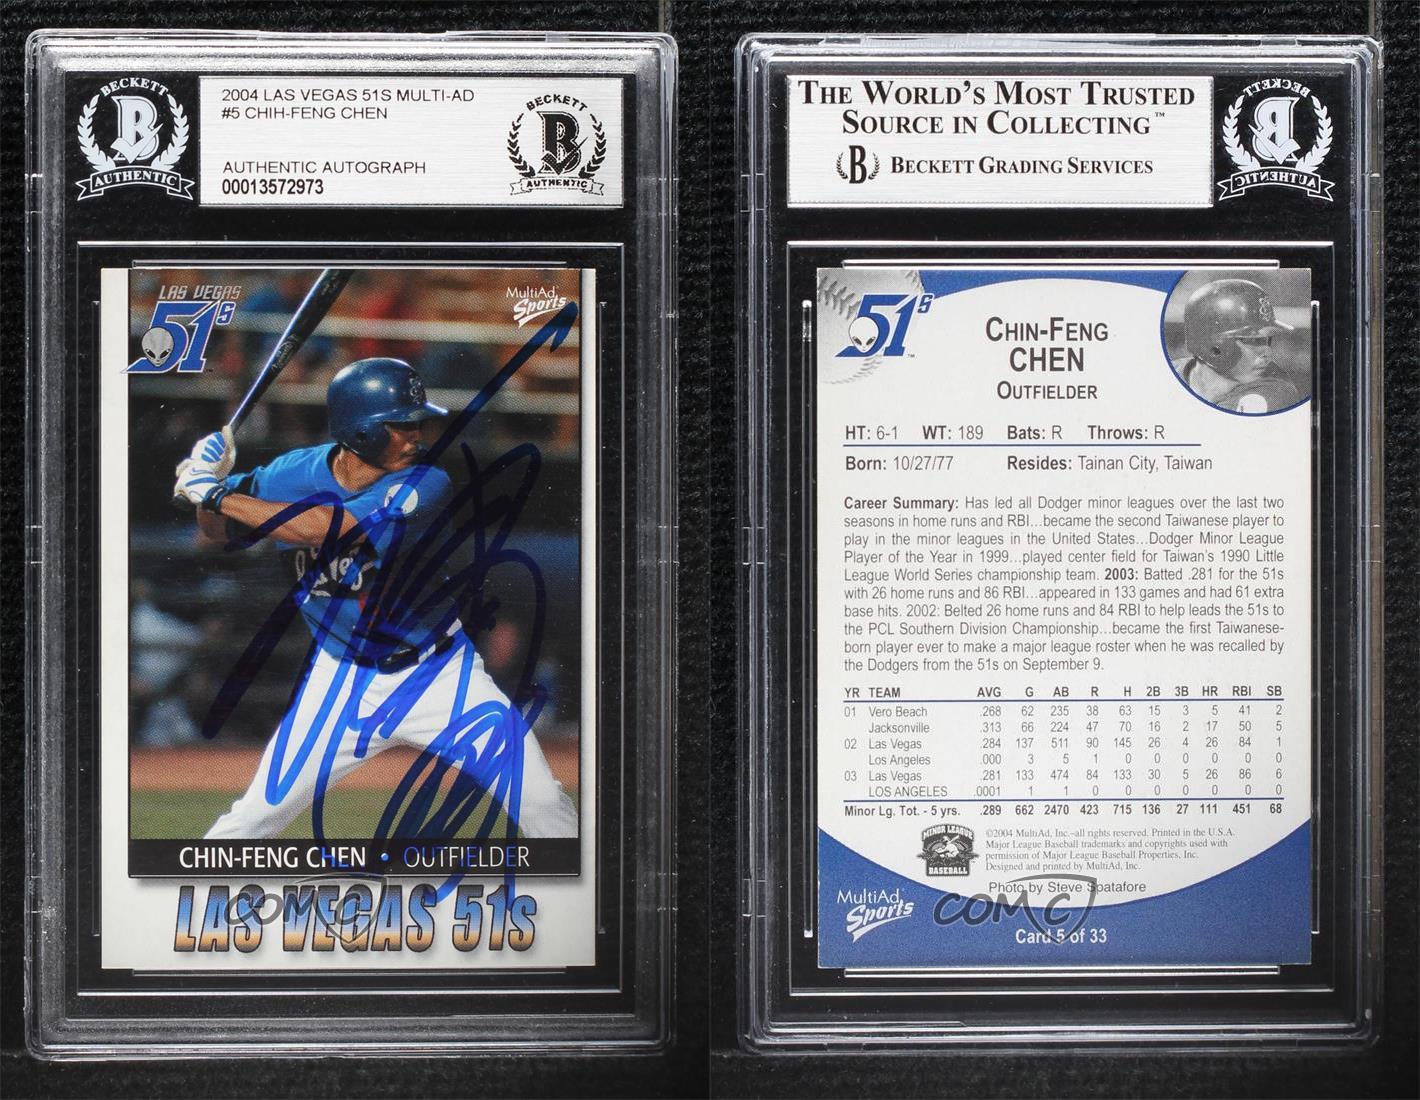 BECKETT
B
AUTHENTIC
2004 LAS VEGAS 51S MULTI-AD
#5 CHIH-FENG CHEN
AUTHENTIC AUTOGRAPH
00013572973
BECKETT
B
AUTHENTIC
LAS VEGAS
51s
MultiAd
Sports
CHIN-FENG CHEN • OUTFIELDER
LAS VEGAS 51s
COMC
THE WORLD'S MOST TRUSTED
SOURCE IN COLLECTING™
B BECKETT GRADING SERVICES
BECKETT
B
AUTHENTIC
51s™
CHIN-FENG
CHEN
OUTFIELDER
HT: 6-1 WT: 189 Bats: R Throws: R
Born: 10/27/77 Resides: Tainan City, Taiwan
Career Summary: Has led all Dodger minor leagues over the last two
seasons in home runs and RBI...became the second Taiwanese player to
play in the minor leagues in the United States...Dodger Minor League
Player of the Year in 1999...played center field for Taiwan's 1990 Little
League World Series championship team. 2003: Batted .281 for the 51s
with 26 home runs and 86 RBI...appeared in 133 games and had 61 extra
base hits. 2002: Belted 26 home runs and 84 RBI to help leads the 51s to
the PCL Southern Division Championship...became the first Taiwanese-
born player ever to make a major league roster when he was recalled by
the Dodgers from the 51s on September 9.
YR TEAM AVG G AB R H 2B 3B HR RBI SB
01 Vero Beach .268 62 235 38 63 15 3 5 41 2
Jacksonville .313 66 224 47 70 16 2 17 50 5
02 Las Vegas .284 137 511 90 145 26 4 26 84 1
Los Angeles .000 3 5 1 0 0 0 0 0 0
03 Las Vegas .281 133 474 84 133 30 5 26 86 6
LOS ANGELES .0001 1 1 0 0 0 0 0 0 0
Minor Lg. Tot. - 5 yrs. .289 662 2470 423 715 136 27 111 451 68
MINOR LEAGUE
BASEBALL
©2004 MultiAd, Inc.-all rights reserved. Printed in the U.S.A.
Major League Baseball trademarks and copyrights used with
permission of Major League Baseball Properties, Inc.
Designed and printed by MultiAd, Inc.
Photo by Steve Spatafore
MultiAd
Sports
COMC
Card 5 of 33